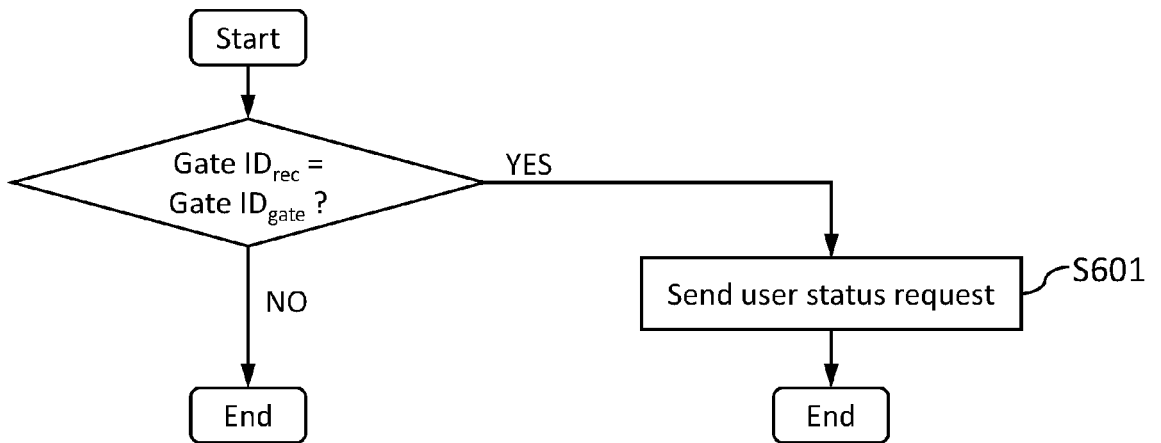 Start
Gate IDrec =
Gate IDgate ?
YES
NO
Send user status request
S601
End
End